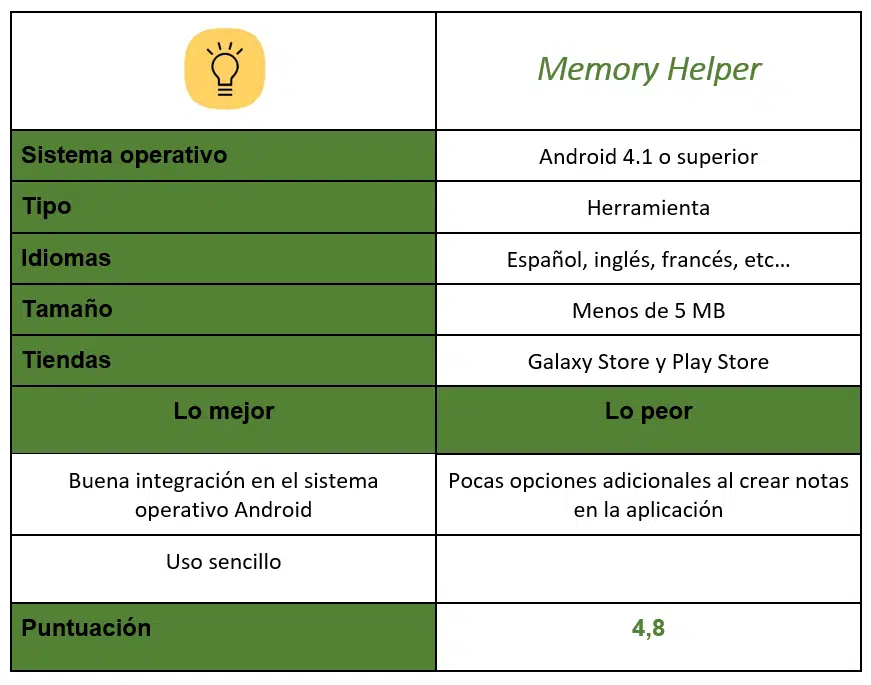 Memory Helper
Sistema operativo
Android 4.1 o superior
Tipo
Herramienta
Idiomas
Español, inglés, francés, etc...
Tamaño
Menos de 5 MB
Tiendas
Galaxy Store y Play Store
Lo mejor
Lo peor
Buena integración en el sistema
operativo Android
Pocas opciones adicionales al crear notas
en la aplicación
Uso sencillo
Puntuación
4,8